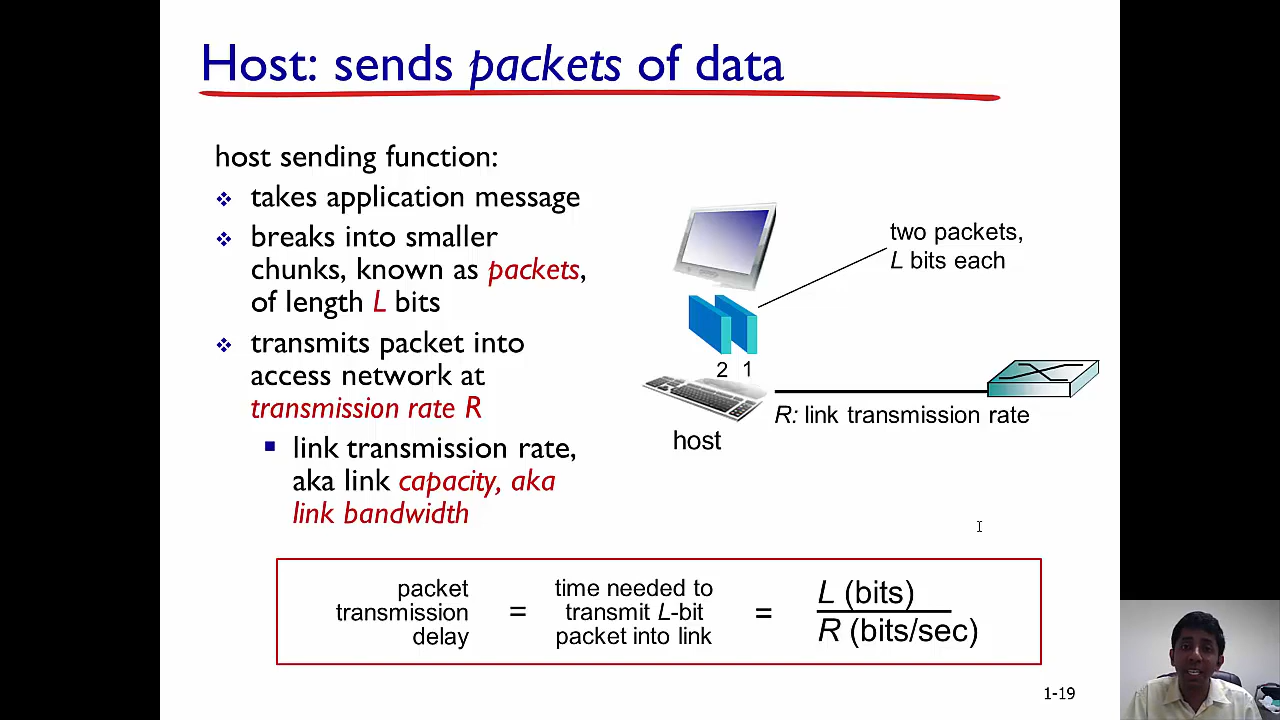 Host: sends packets of data
host sending function:
takes application message
breaks into smaller
chunks, known as packets,
of length L bits
transmits packet into
access network at
transmission rate R
link transmission rate,
aka link capacity, aka
link bandwidth
two packets,
L bits each
2 1
R: link transmission rate
host
packet
transmission
delay
=
time needed to
transmit L-bit
packet into link
=
L (bits)
R (bits/sec)
1-19